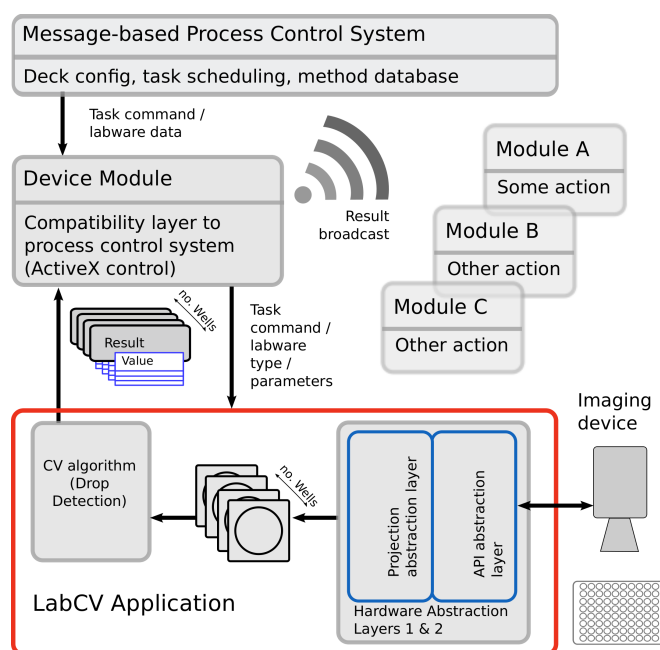 Message-based Process Control System
Deck config, task scheduling, method database
Task command /
labware data
Device Module
Compatibility layer to
process control system
(ActiveX control)
Result
broadcast
Module A
Some action
Module B
Other action
Module C
Other action
no. Wells
Result
Value
Task
command /
labware
type /
parameters
Imaging
device
CV algorithm
(Drop
Detection)
no. Wells
Projection
abstraction layer
API abstraction
layer
Hardware Abstraction
Layers 1 & 2
LabCV Application